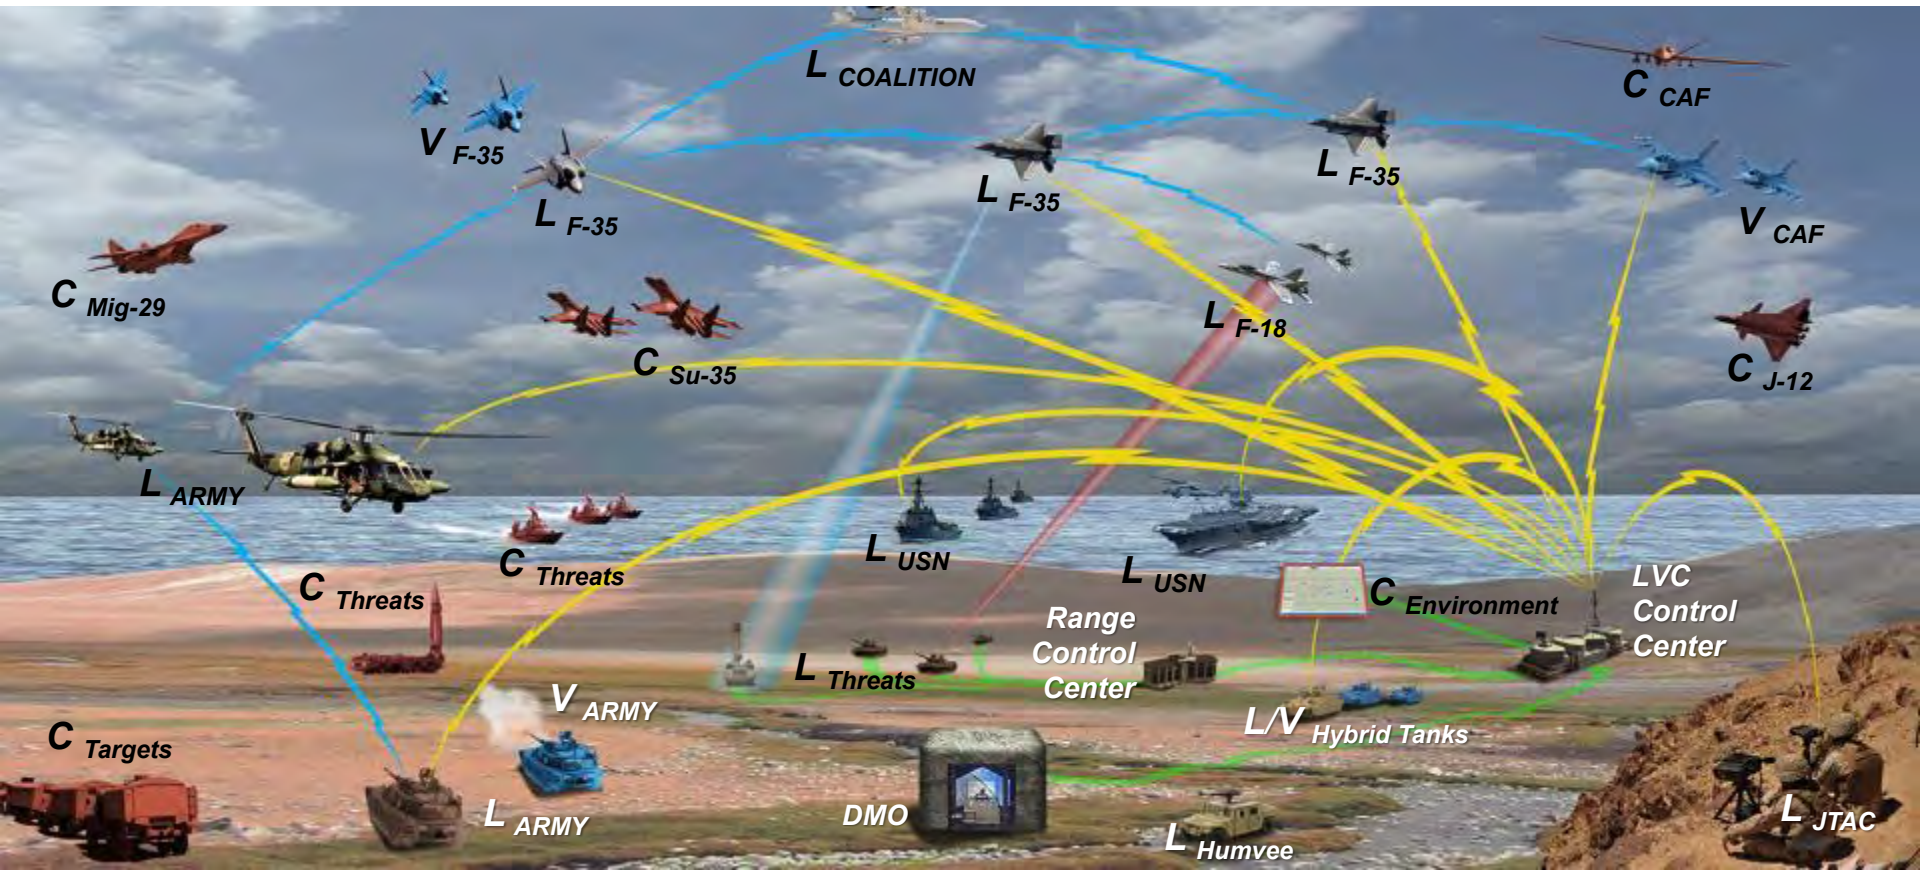 L COALITION
C CAF
V F-35
L F-35
L F-35
L F-35
V CAF
C Mig-29
L F-18
C Su-35
C J-12
L ARMY
C Threats
L USN
L USN
C Threats
C Environment
LVC
Control
Center
Range
Control
Center
L Threats
V ARMY
L/V Hybrid Tanks
C Targets
L ARMY
DMO
L Humvee
L JTAC